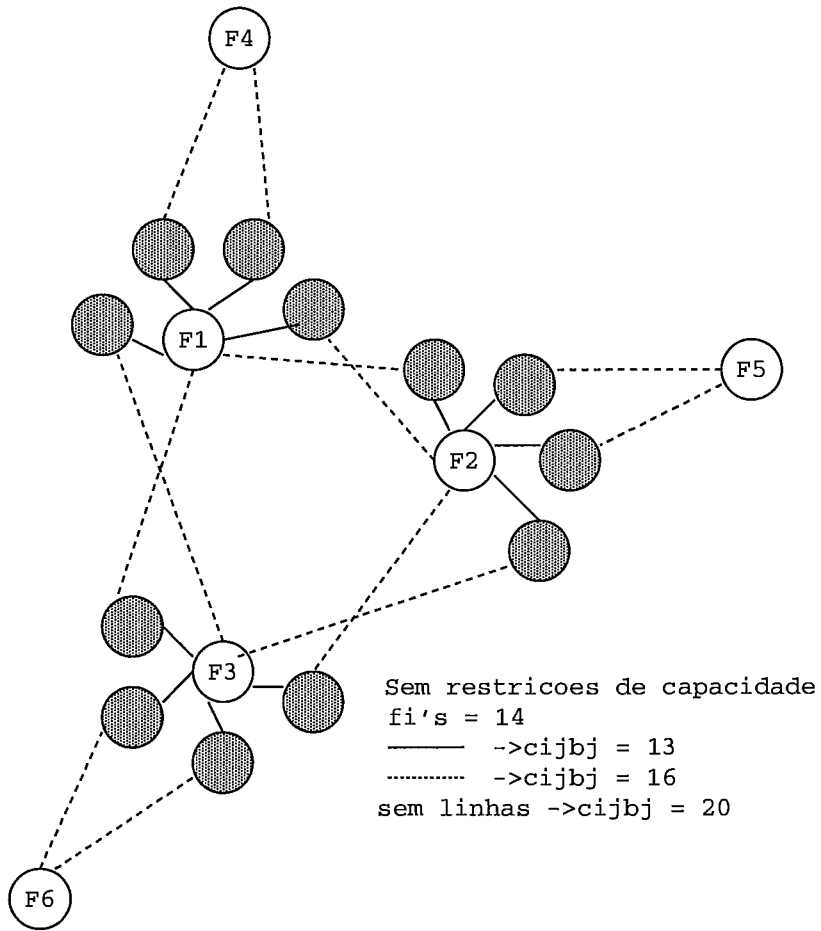 F4
F1
F5
F2
F3
Sem restricoes de capacidade
fi's = 14
->cijbj = 13
->cijbj = 16
sem linhas ->cijbj = 20
F6